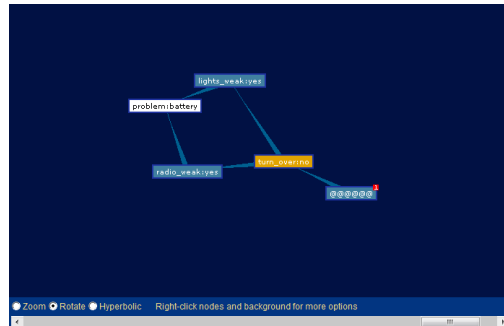 lights_weak:yes
problem:battery
turn_over:no
radio_weak:yes
1
@@@@@@
Zoom Rotate Hyperbolic Right-click nodes and background for more options